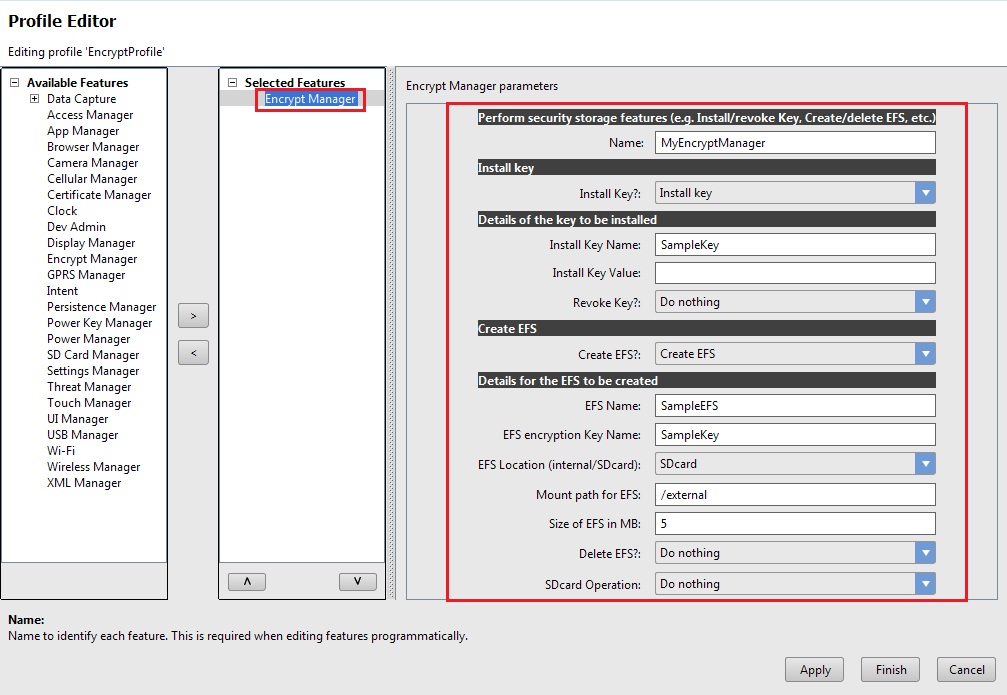 Profile Editor
Editing profile 'EncryptProfile'
Available Features
Data Capture
Access Manager
App Manager
Browser Manager
Camera Manager
Cellular Manager
Certificate Manager
Clock
Dev Admin
Display Manager
Encrypt Manager
GPRS Manager
Intent
Persistence Manager
Power Key Manager
Power Manager
SD Card Manager
Settings Manager
Threat Manager
Touch Manager
UI Manager
USB Manager
Wi-Fi
Wireless Manager
XML Manager
>
<
Selected Features
Encrypt Manager
Λ V
Encrypt Manager parameters
Perform security storage features (e.g. Install/revoke Key, Create/delete EFS, etc.)
Name: MyEncryptManager
Install key
Install Key?: Install key
Details of the key to be installed
Install Key Name: SampleKey
Install Key Value:
Revoke Key?: Do nothing
Create EFS
Create EFS?: Create EFS
Details for the EFS to be created
EFS Name: SampleEFS
EFS encryption Key Name: SampleKey
EFS Location (internal/SDcard): SDcard
Mount path for EFS: /external
Size of EFS in MB: 5
Delete EFS?: Do nothing
SDcard Operation: Do nothing
Name:
Name to identify each feature. This is required when editing features programmatically.
Apply Finish Cancel